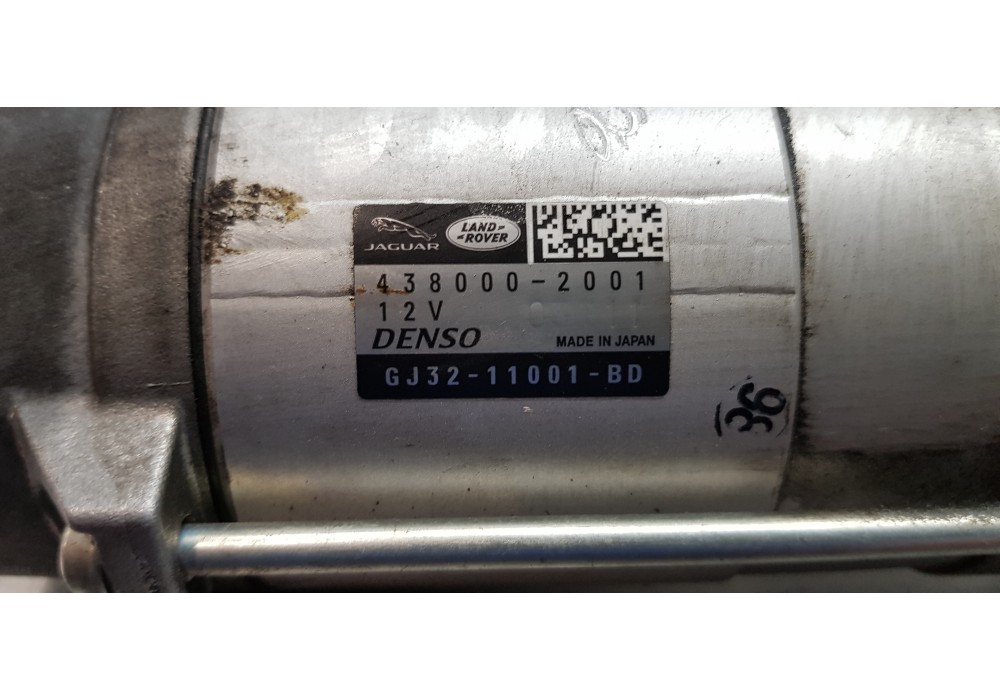 JAGUAR
LAND
ROVER
438000-2001
12V
DENSO
MADE IN JAPAN
GJ32-11001-BD
36